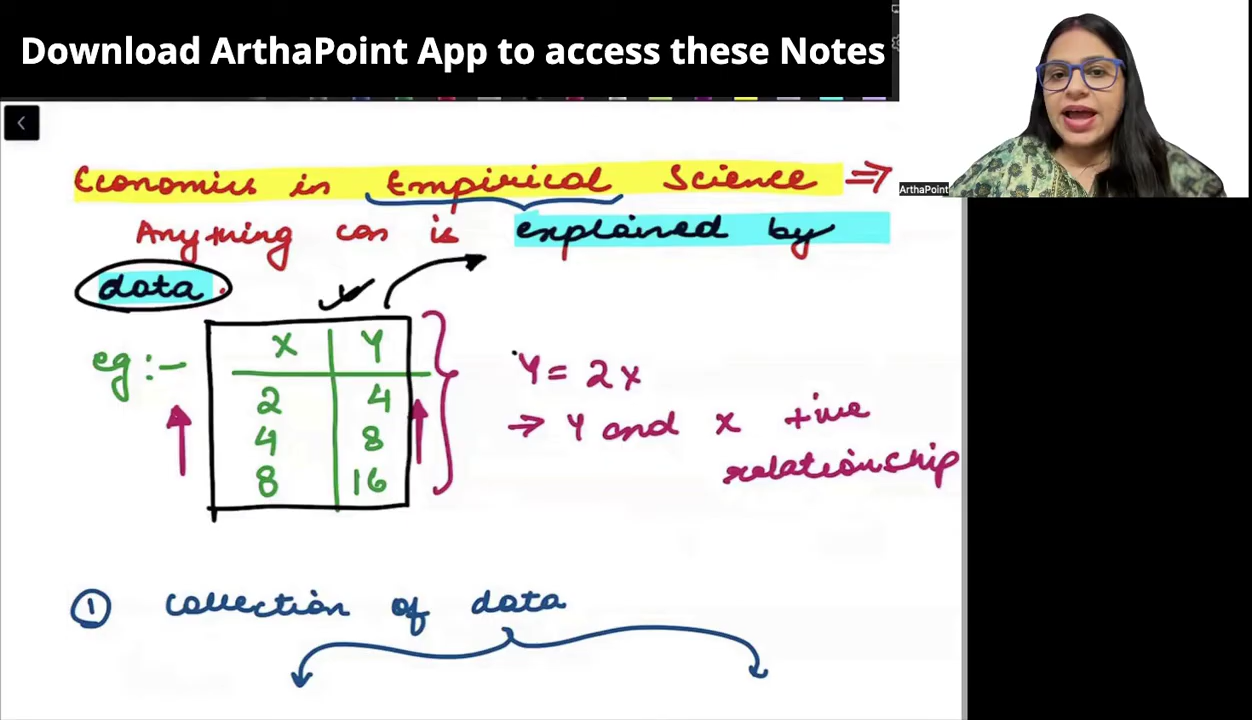 Download ArthaPoint App to access these Notes
ArthaPoint
Economics in Empirical Science ⇒
Anything can is explained by
data.
eg :-
X Y
2 4
4 8
8 16
Y = 2x
→ Y and x +ive
relationship
① collection of data